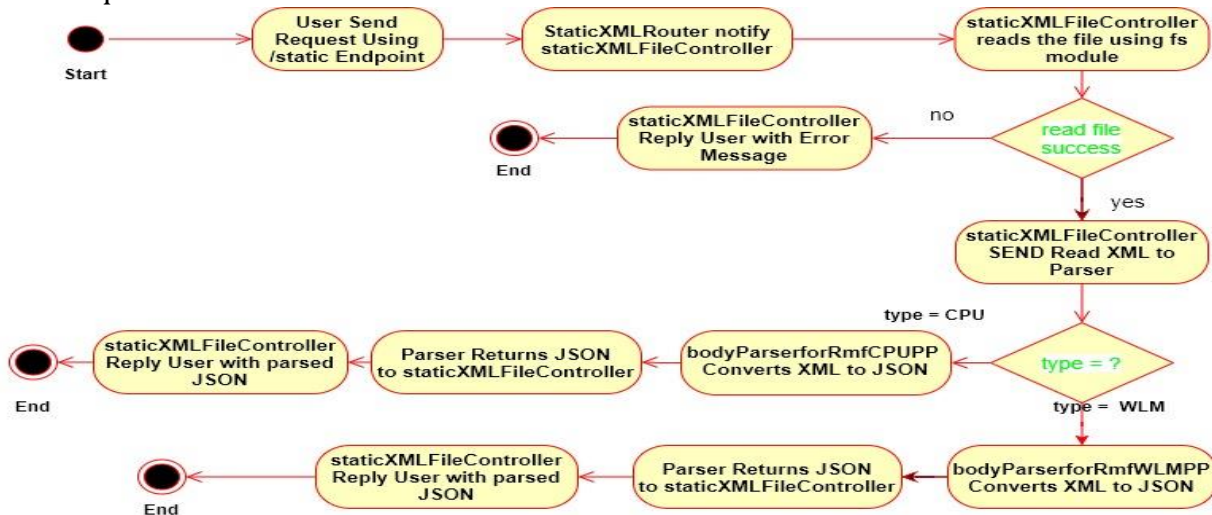 Start
User Send
Request Using
/static Endpoint
StaticXMLRouter notify
staticXMLFileController
staticXMLFileController
reads the file using fs
module
read file
success
no
staticXMLFileController
Reply User with Error
Message
End
yes
staticXMLFileController
SEND Read XML to
Parser
type = ?
type = CPU
bodyParserforRmfCPUPP
Converts XML to JSON
Parser Returns JSON
to staticXMLFileController
staticXMLFileController
Reply User with parsed
JSON
End
type = WLM
bodyParserforRmfWLMPP
Converts XML to JSON
Parser Returns JSON
to staticXMLFileController
staticXMLFileController
Reply User with parsed
JSON
End